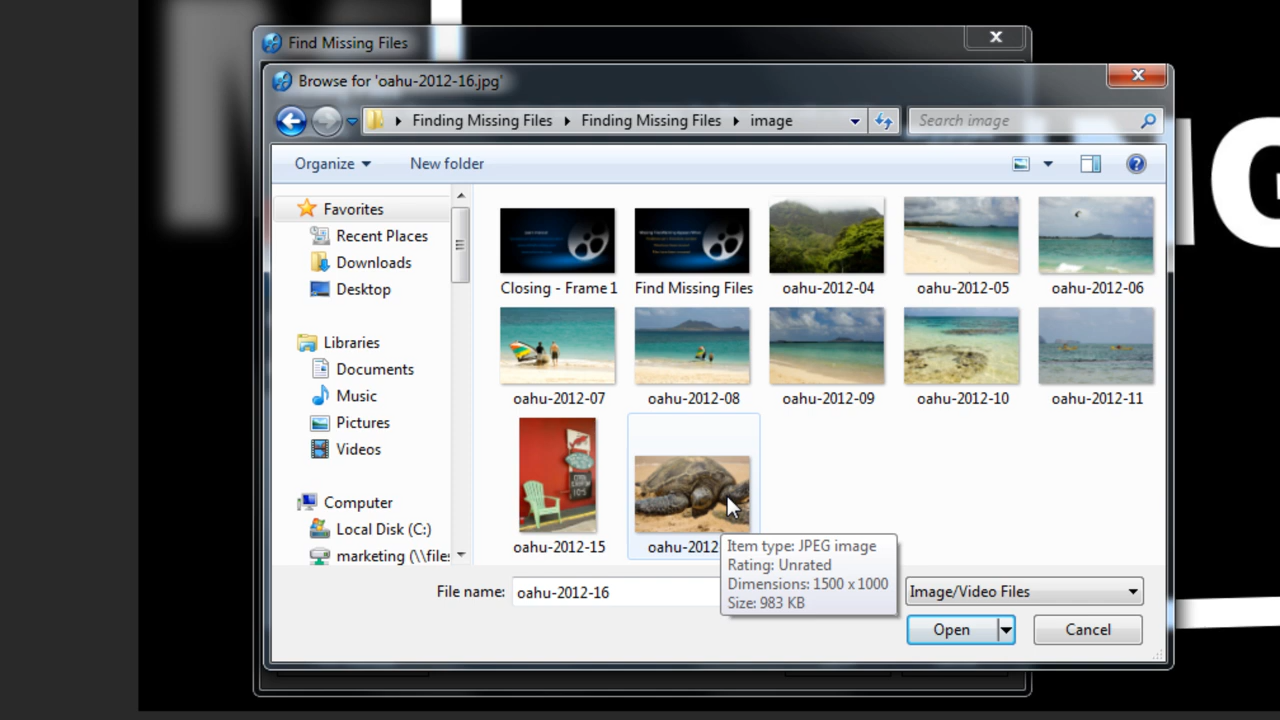 Find Missing Files
Browse for 'oahu-2012-16.jpg'
Finding Missing Files
Finding Missing Files
image
Search image
Organize
New folder
Favorites
Recent Places
Downloads
Desktop
Libraries
Documents
Music
Pictures
Videos
Computer
Local Disk (C:)
marketing (\\file
Closing - Frame 1
Find Missing Files
oahu-2012-04
oahu-2012-05
oahu-2012-06
oahu-2012-07
oahu-2012-08
oahu-2012-09
oahu-2012-10
oahu-2012-11
oahu-2012-15
oahu-2012
Item type: JPEG image
Rating: Unrated
Dimensions: 1500 x 1000
Size: 983 KB
File name:
oahu-2012-16
Image/Video Files
Open
Cancel
G